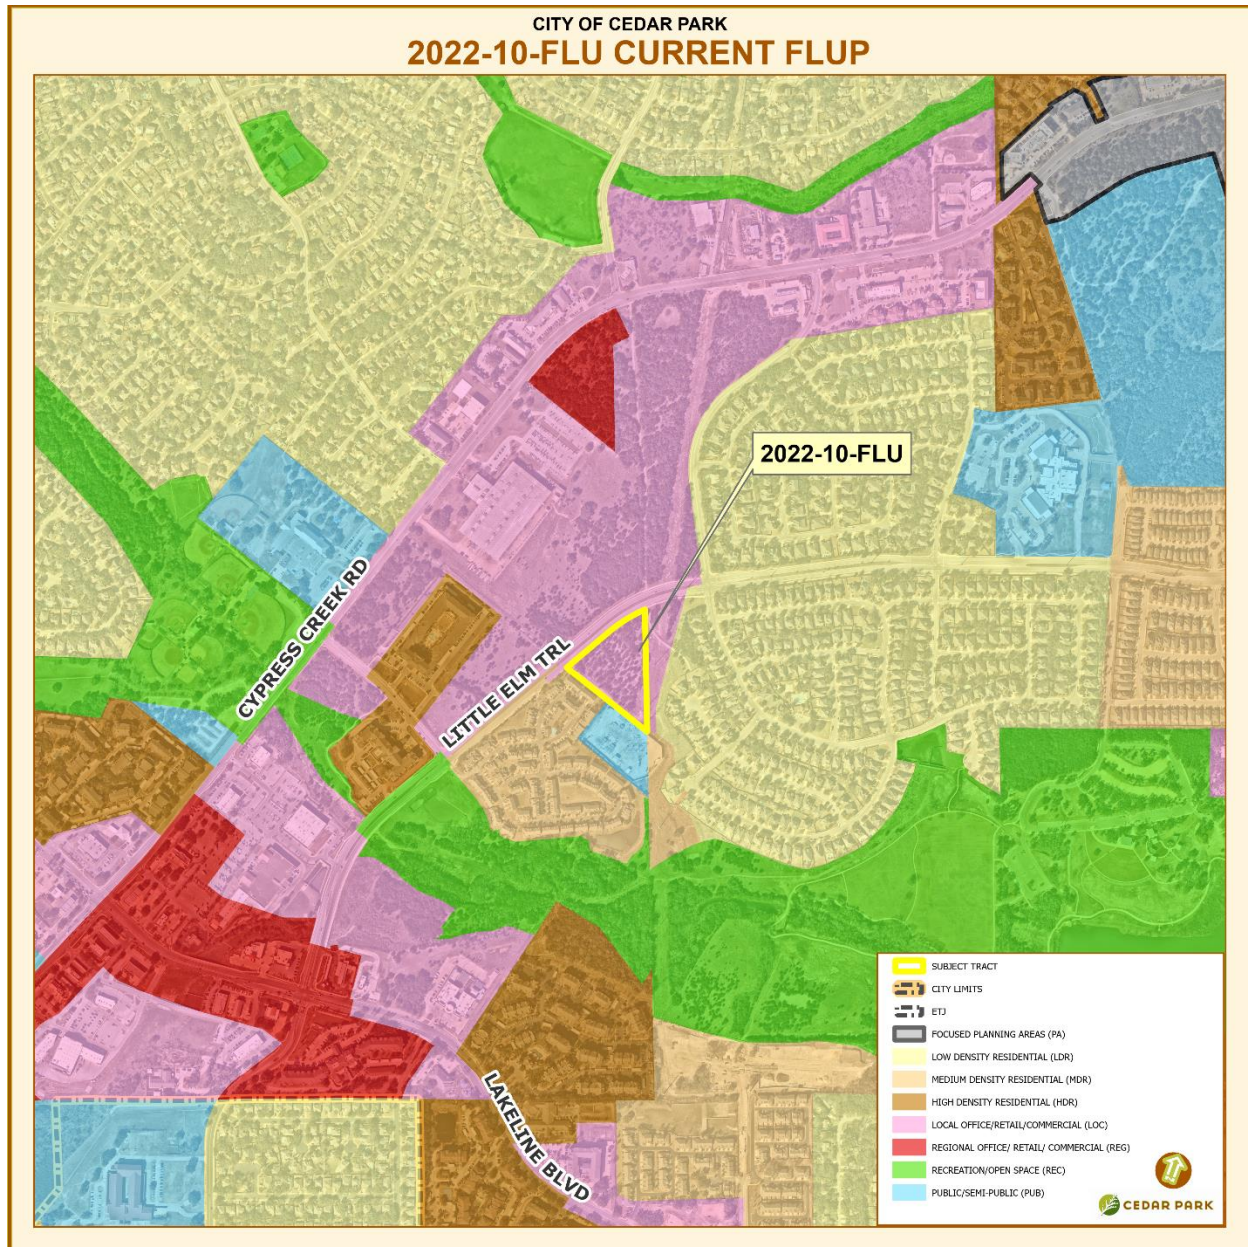 CITY OF CEDAR PARK
2022-10-FLU CURRENT FLUP
2022-10-FLU
CYPRESS CREEK RD
LITTLE ELM TRL
LAKELINE BLVD
SUBJECT TRACT
CITY LIMITS
ETJ
FOCUSED PLANNING AREAS (PA)
LOW DENSITY RESIDENTIAL (LDR)
MEDIUM DENSITY RESIDENTIAL (MDR)
HIGH DENSITY RESIDENTIAL (HDR)
LOCAL OFFICE/RETAIL/COMMERCIAL (LOC)
REGIONAL OFFICE/ RETAIL/ COMMERCIAL (REG)
RECREATION/OPEN SPACE (REC)
PUBLIC/SEMI-PUBLIC (PUB)
CEDAR PARK